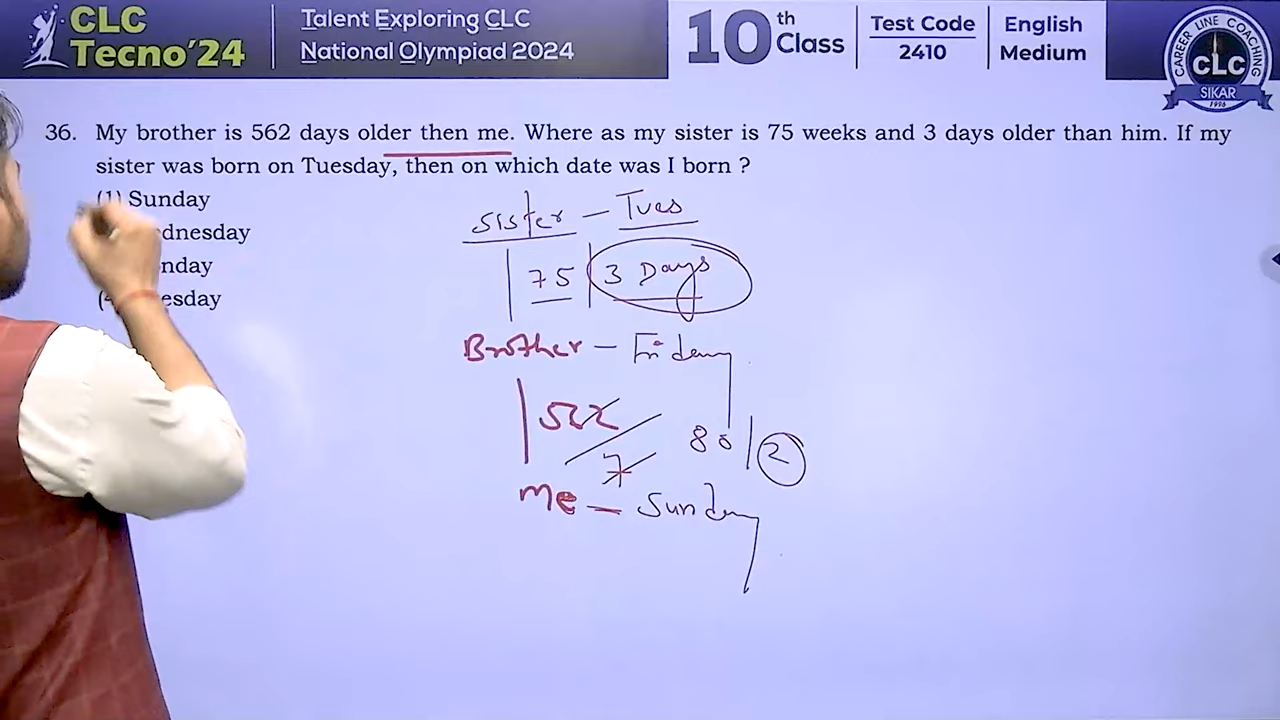 CLC
Tecno'24
Talent Exploring CLC
National Olympiad 2024
10th Class
Test Code
2410
English
Medium
CAREER LINE COACHING
CLC
SIKAR
1996
36. My brother is 562 days older then me. Where as my sister is 75 weeks and 3 days older than him. If my
sister was born on Tuesday, then on which date was I born ?
(1) Sunday
Sister - Tues
75 3 Days
Brother - Friday
562
7
80 2
me - Sunday